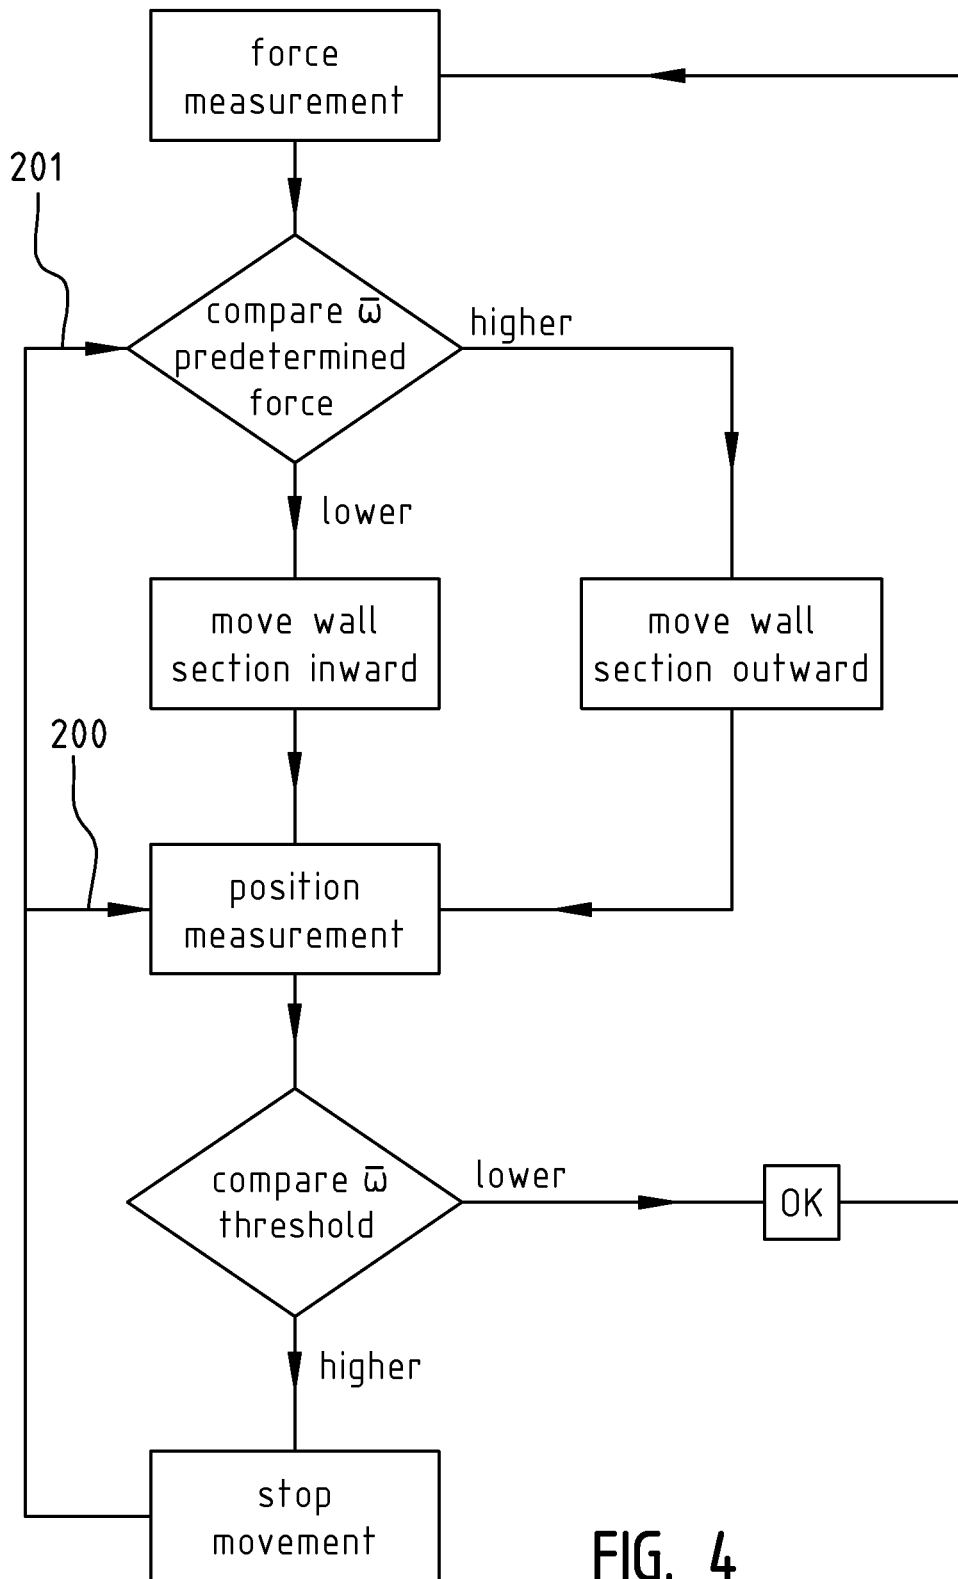 force
measurement
201
compare ω̅
predetermined
force
higher
lower
move wall
section inward
move wall
section outward
200
position
measurement
compare ω̅
threshold
lower
OK
higher
stop
movement
FIG. 4